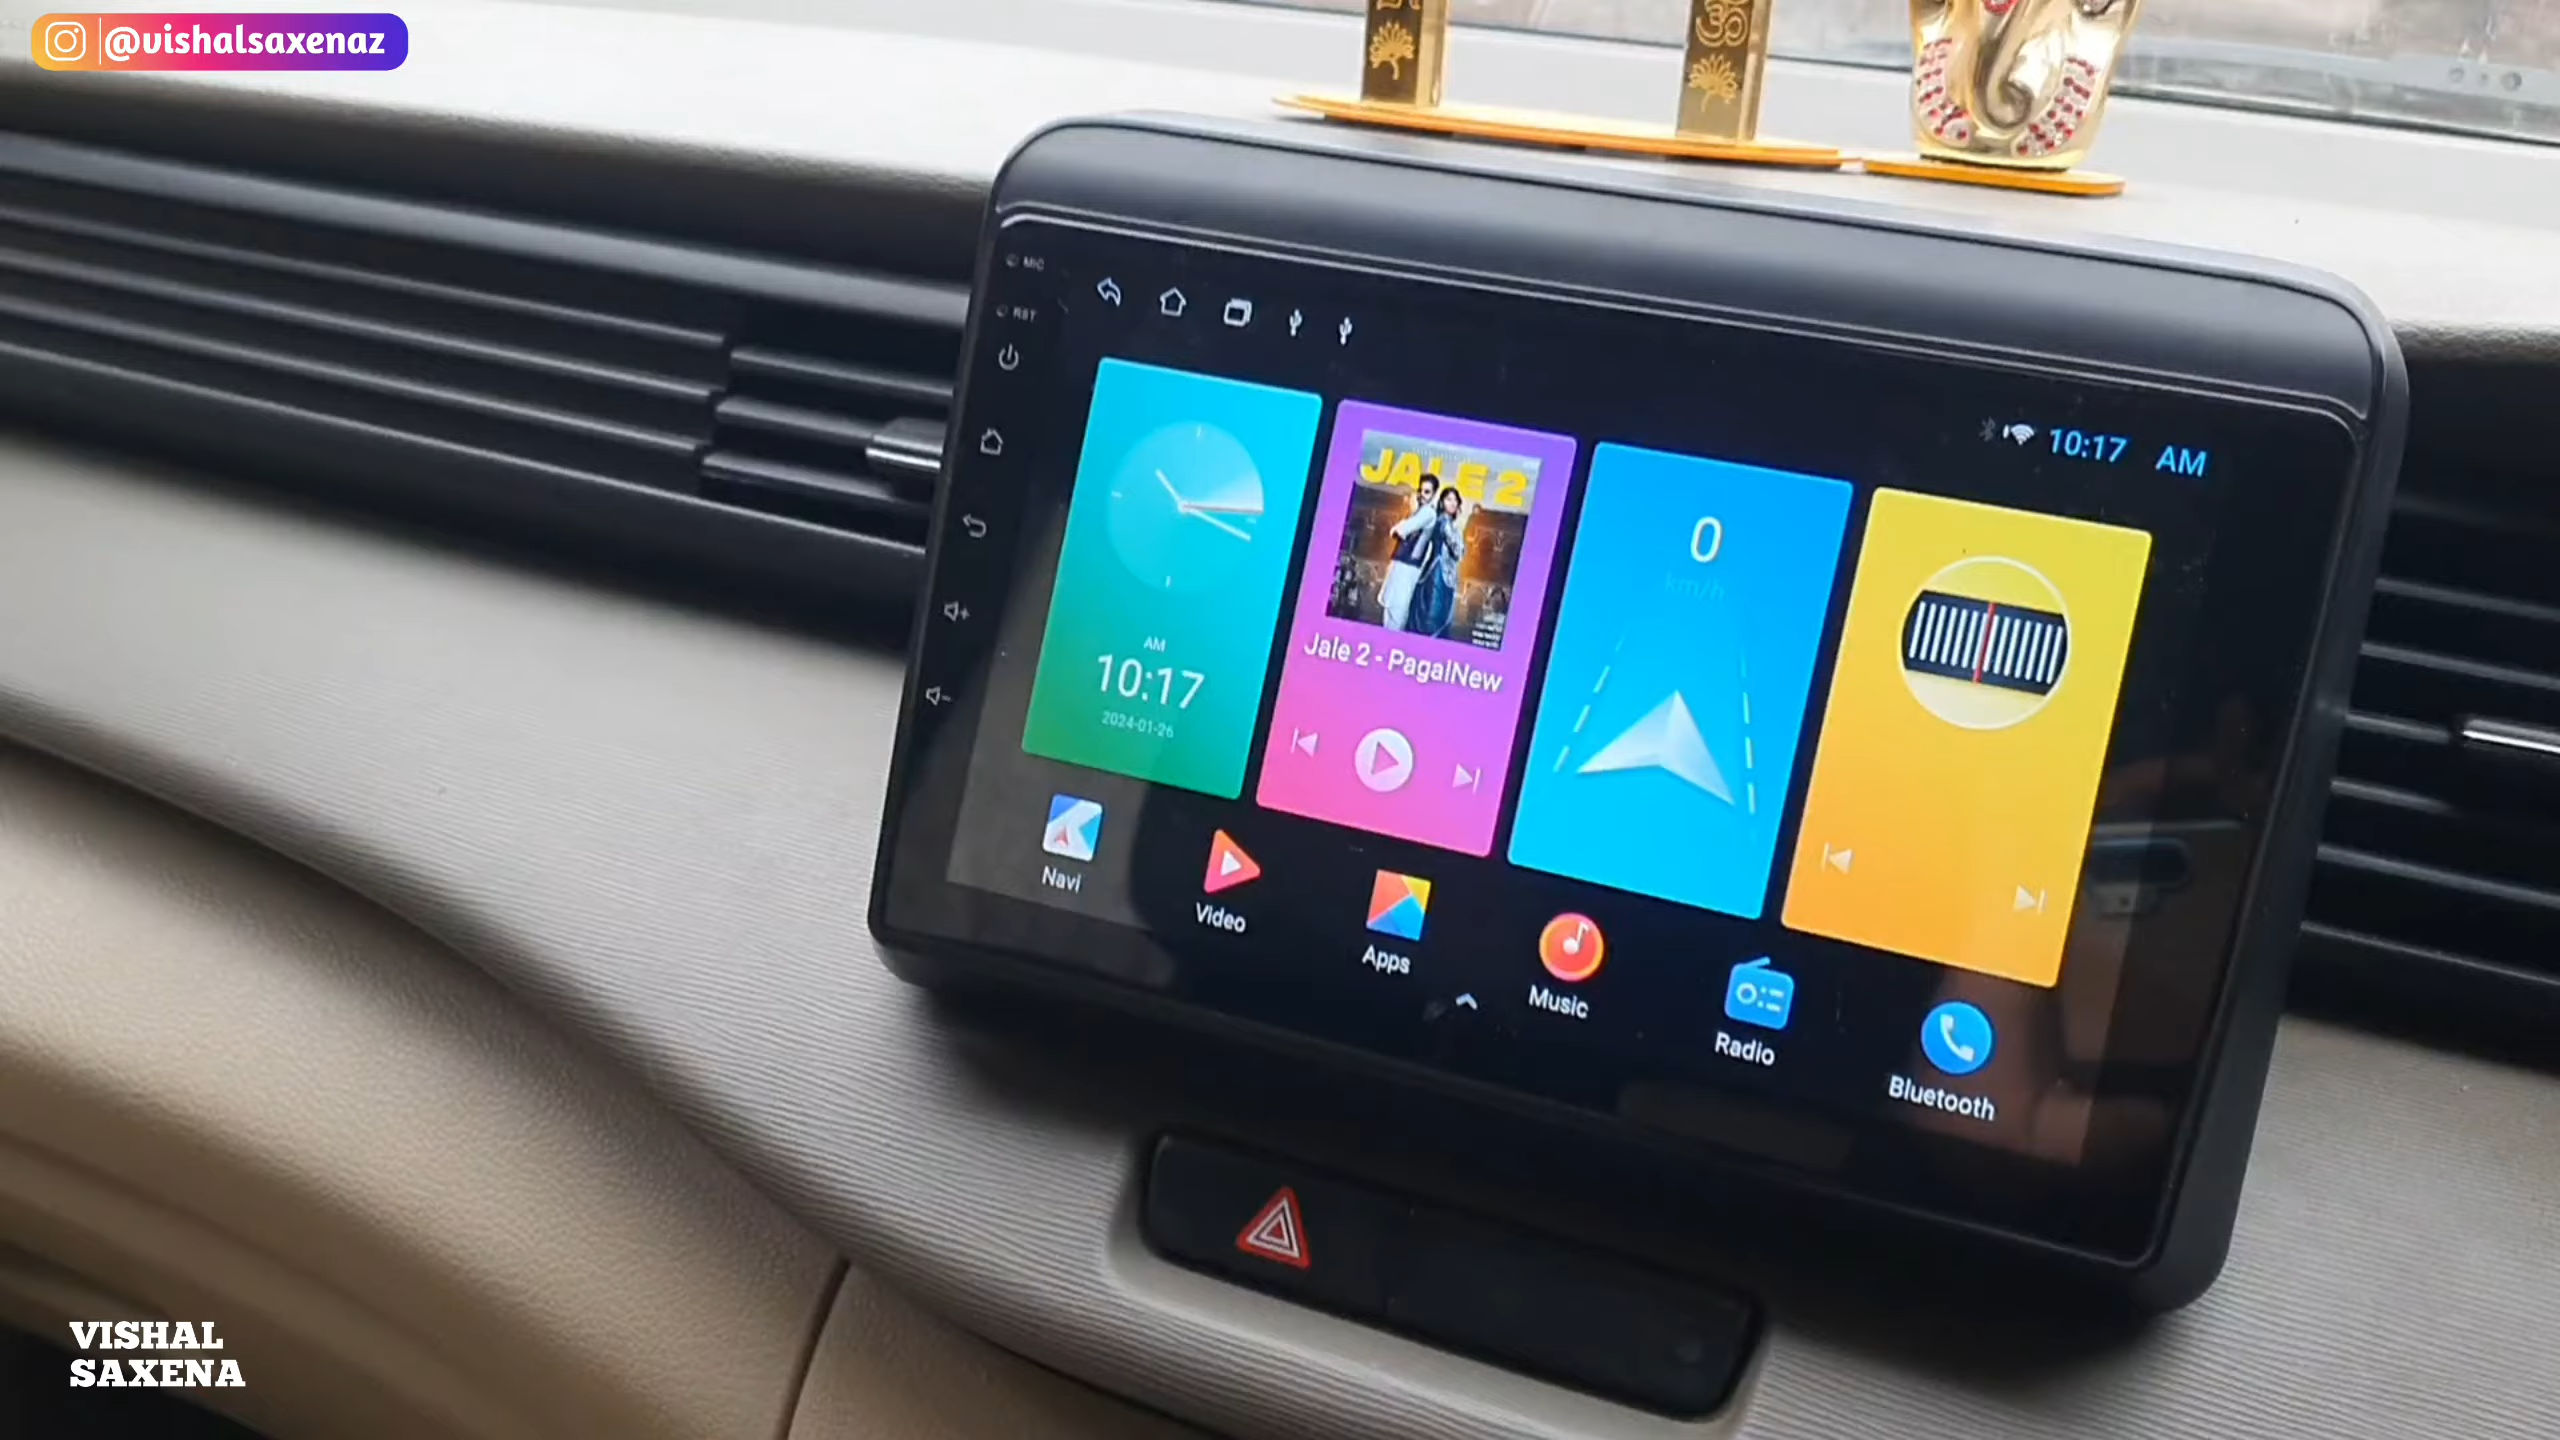 @vishalsaxenaz
ॐ
MIC
RST
10:17 AM
JALE 2
0
km/h
Jale 2 - PagalNew
AM
10:17
2024-01-26
Navi
Video
Apps
Music
Radio
Bluetooth
VISHAL
SAXENA